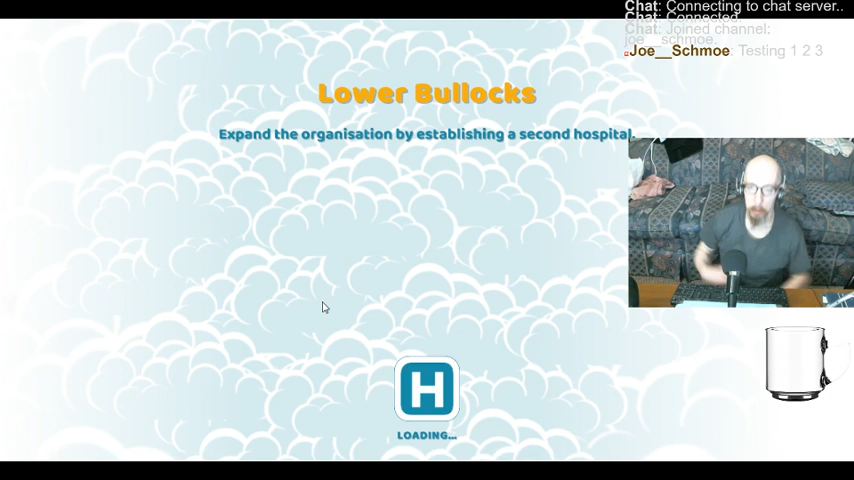 Chat: Connecting to chat server..
Chat: Connected.
Chat: Joined channel:
joe__schmoe.
Joe__Schmoe: Testing 1 2 3
Lower Bullocks
Expand the organisation by establishing a second hospital.
H
LOADING...